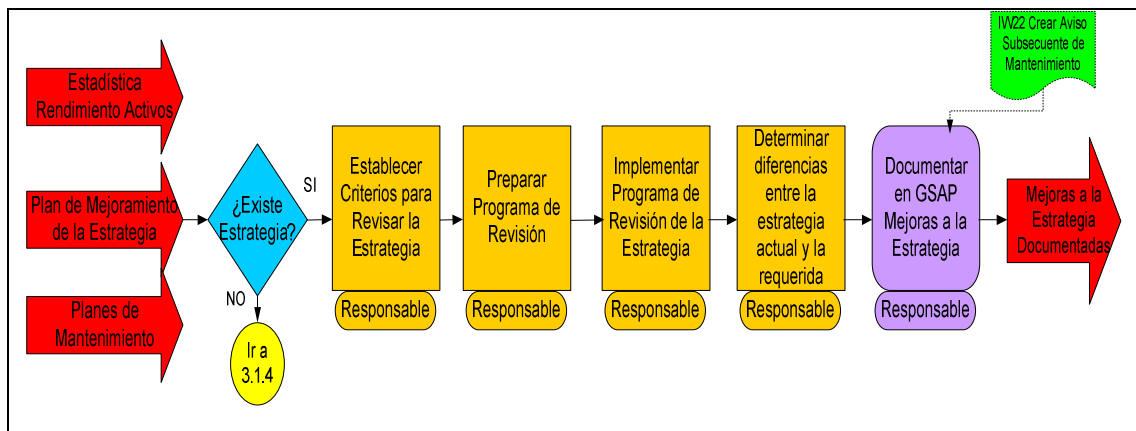 IW22 Crear Aviso
Subsecuente de
Mantenimiento
Estadística
Rendimiento Activos
Plan de Mejoramiento
de la Estrategia
Planes de
Mantenimiento
¿Existe
Estrategia?
SI
NO
Ir a
3.1.4
Establecer
Criterios para
Revisar la
Estrategia
Responsable
Preparar
Programa de
Revisión
Responsable
Implementar
Programa de
Revisión de la
Estrategia
Responsable
Determinar
diferencias
entre la
estrategia
actual y la
requerida
Responsable
Documentar
en GSAP
Mejoras a la
Estrategia
Responsable
Mejoras a la
Estrategia
Documentadas